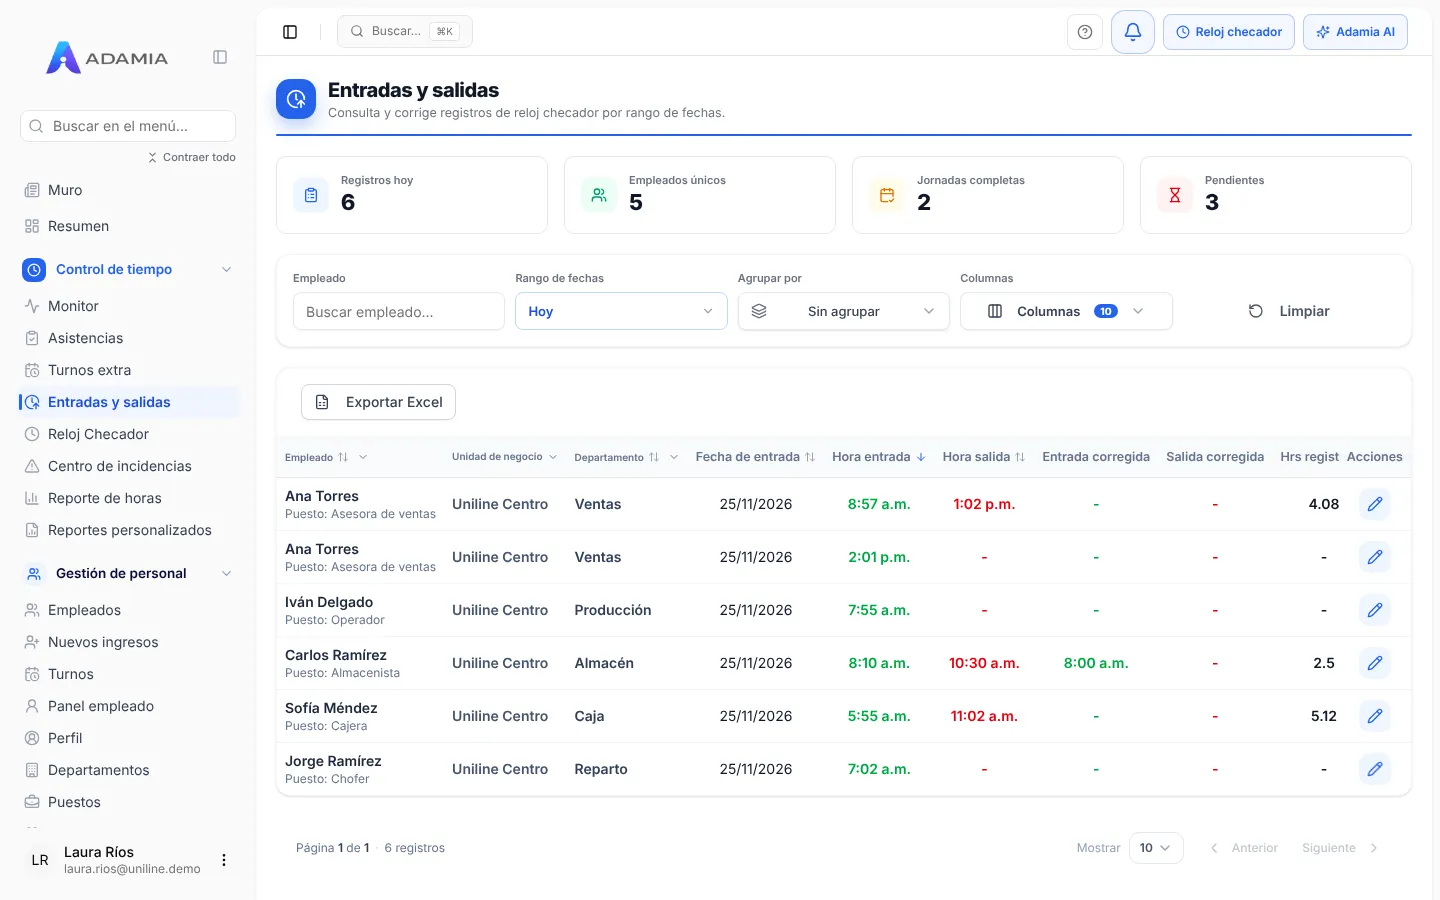 ADAMIA
Buscar en el menú...
Contraer todo
Muro
Resumen
Control de tiempo
Monitor
Asistencias
Turnos extra
Entradas y salidas
Reloj Checador
Centro de incidencias
Reporte de horas
Reportes personalizados
Gestión de personal
Empleados
Nuevos ingresos
Turnos
Panel empleado
Perfil
Departamentos
Puestos
LR
Laura Ríos
laura.rios@uniline.demo
Buscar... ⌘K
Reloj checador
Adamia AI
Entradas y salidas
Consulta y corrige registros de reloj checador por rango de fechas.
Registros hoy
6
Empleados únicos
5
Jornadas completas
2
Pendientes
3
Empleado Rango de fechas Agrupar por Columnas
Buscar empleado... Hoy Sin agrupar Columnas 10 Limpiar
Exportar Excel
Empleado Unidad de negocio Departamento Fecha de entrada Hora entrada Hora salida Entrada corregida Salida corregida Hrs regist Acciones
Ana Torres
Puesto: Asesora de ventas
Uniline Centro Ventas 25/11/2026 8:57 a.m. 1:02 p.m. - - 4.08
Ana Torres
Puesto: Asesora de ventas
Uniline Centro Ventas 25/11/2026 2:01 p.m. - - - -
Iván Delgado
Puesto: Operador
Uniline Centro Producción 25/11/2026 7:55 a.m. - - - -
Carlos Ramírez
Puesto: Almacenista
Uniline Centro Almacén 25/11/2026 8:10 a.m. 10:30 a.m. 8:00 a.m. - 2.5
Sofía Méndez
Puesto: Cajera
Uniline Centro Caja 25/11/2026 5:55 a.m. 11:02 a.m. - - 5.12
Jorge Ramírez
Puesto: Chofer
Uniline Centro Reparto 25/11/2026 7:02 a.m. - - - -
Página 1 de 1 · 6 registros
Mostrar 10 Anterior Siguiente